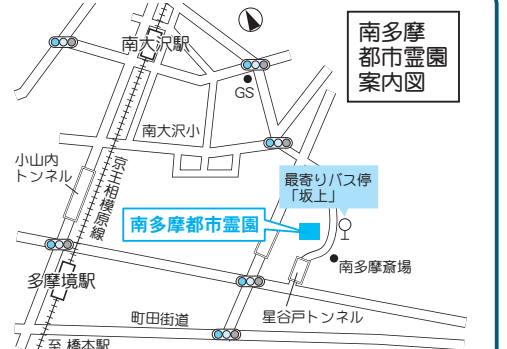 南多摩
都市霊園
案内図
南大沢駅
GS
南大沢小
小山内
トンネル
京王相模原線
最寄りバス停
「坂上」
南多摩都市霊園
南多摩斎場
多摩境駅
星谷戸トンネル
町田街道
至 橋本駅